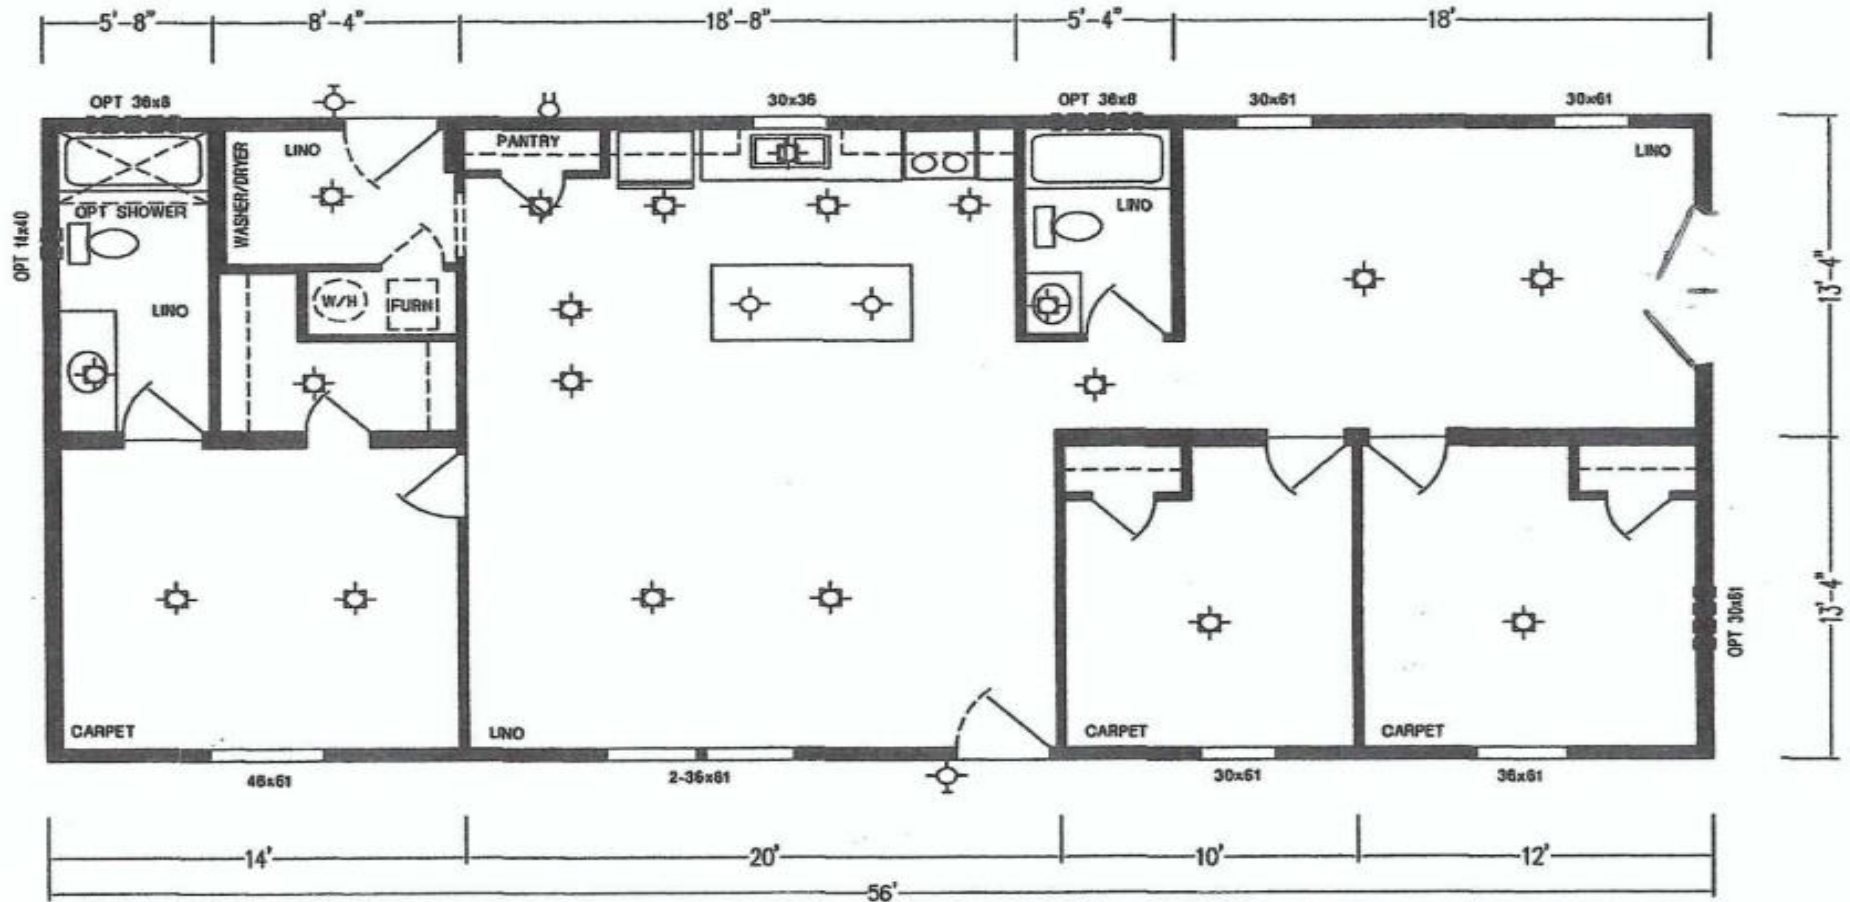 5'-8" 8'-4" 18'-8" 5'-4" 18'
OPT 36x8 30x36 OPT 36x8 30x61 30x61
PANTRY
LINO
WASHER/DRYER
LINO
LINO
OPT SHOWER
OPT 14x40
W/H
FURN
LINO
13'-4"
13'-4"
OPT 30x61
CARPET
LINO
CARPET
CARPET
46x61
2-36x61
30x61
36x61
14' 20' 10' 12'
56'